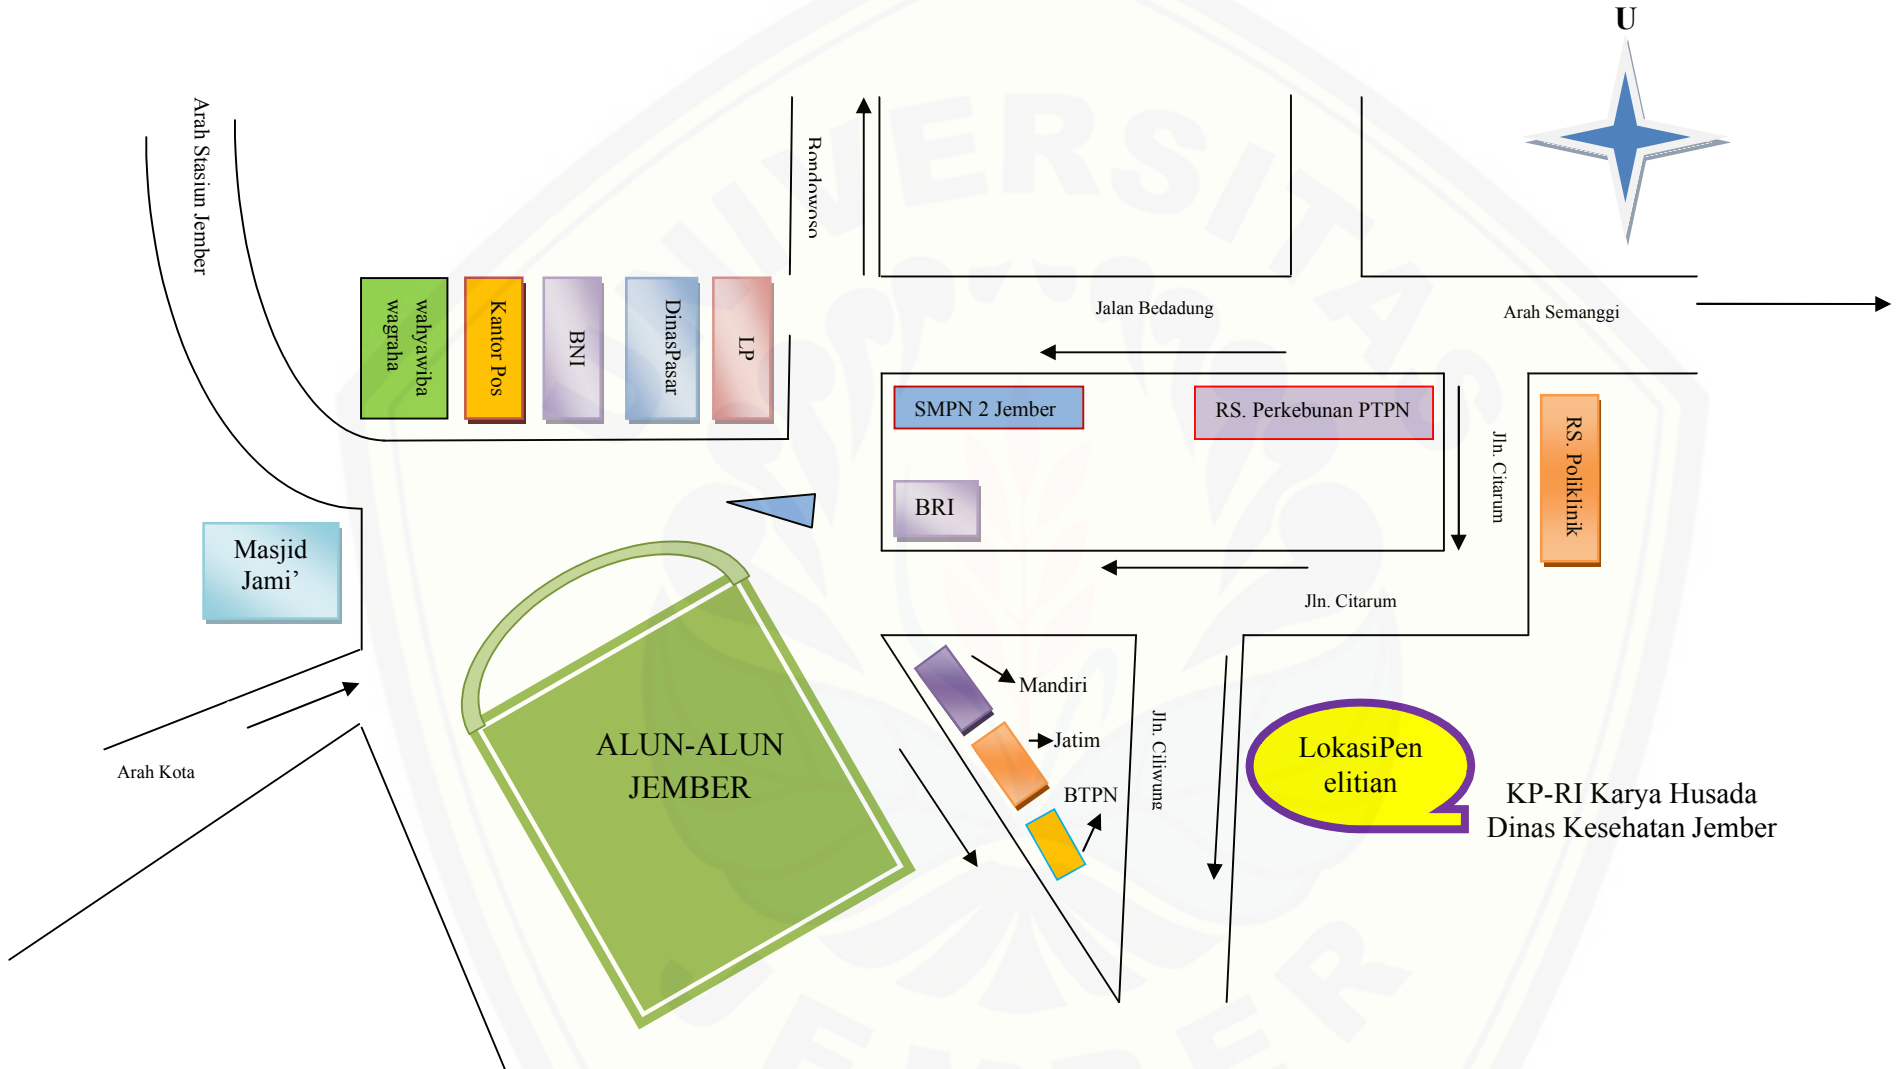 U
Arah Stasiun Jember
Bondowoso
wahyawiba
wagraha
Kantor Pos
BNI
DinasPasar
LP
Jalan Bedadung
Arah Semanggi
SMPN 2 Jember
RS. Perkebunan PTPN
Jln. Citarum
RS. Poliklinik
BRI
Masjid
Jami’
Jln. Citarum
Mandiri
Jatim
BTPN
Jln. Ciliwung
ALUN-ALUN
JEMBER
Arah Kota
LokasiPen
elitian
KP-RI Karya Husada
Dinas Kesehatan Jember
UNIVERSITAS
JEMBER